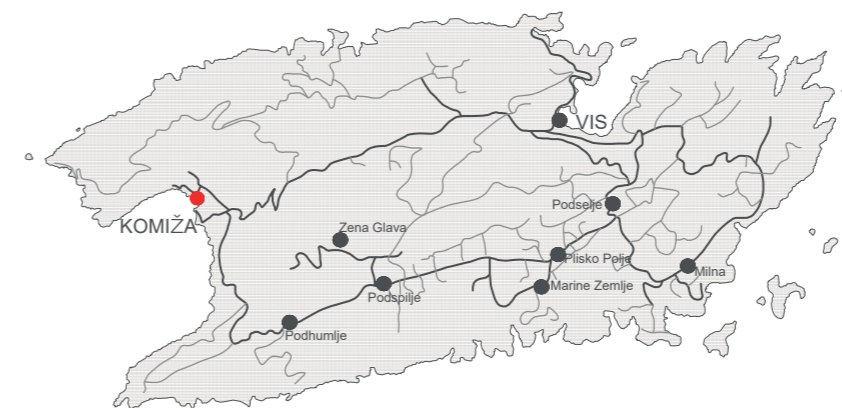 VIS
Podselje
KOMIŽA
Zena Glava
Plisko Polje
Milna
Marine Zemlje
Podspilje
Podhumlje